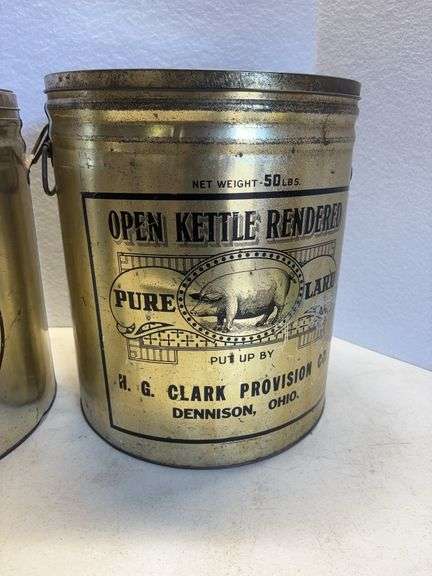 NET WEIGHT-50 LBS.
OPEN KETTLE RENDERED
PURE LARD
PUT UP BY
H. G. CLARK PROVISION CO.
DENNISON, OHIO.